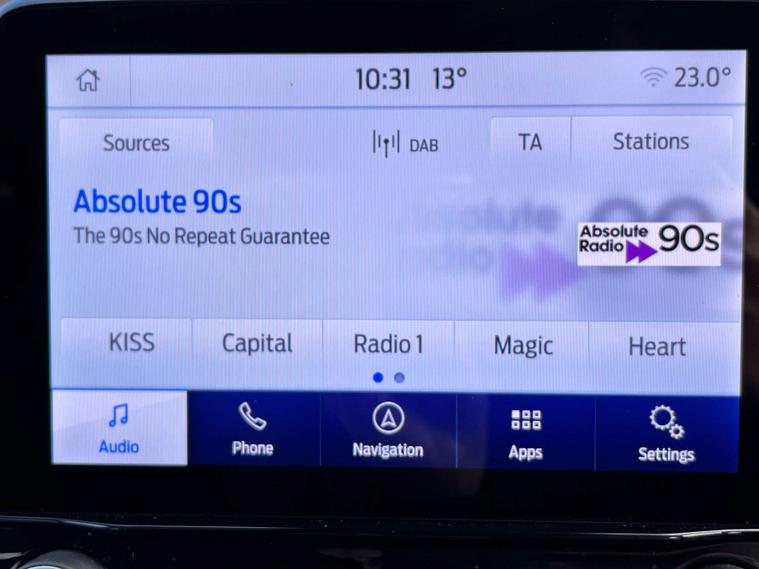 10:31 13° 23.0°
Sources DAB TA Stations
Absolute 90s
The 90s No Repeat Guarantee
Absolute
Radio 90s
KISS Capital Radio 1 Magic Heart
Audio Phone Navigation Apps Settings